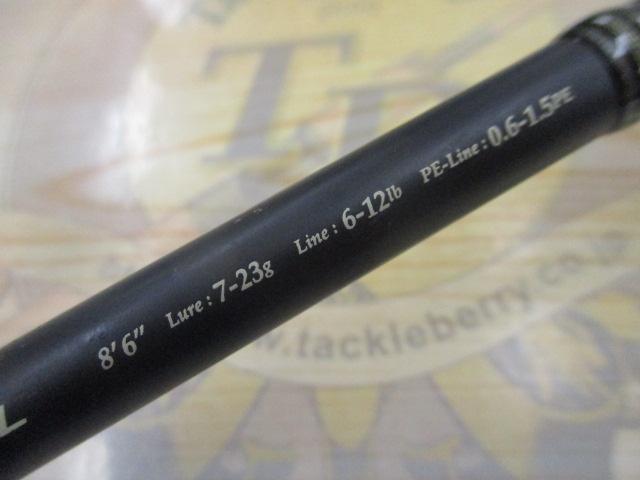 8'6" Lure : 7-23g Line : 6-12lb PE-Line : 0.6-1.5PE
www.tackleberry.co